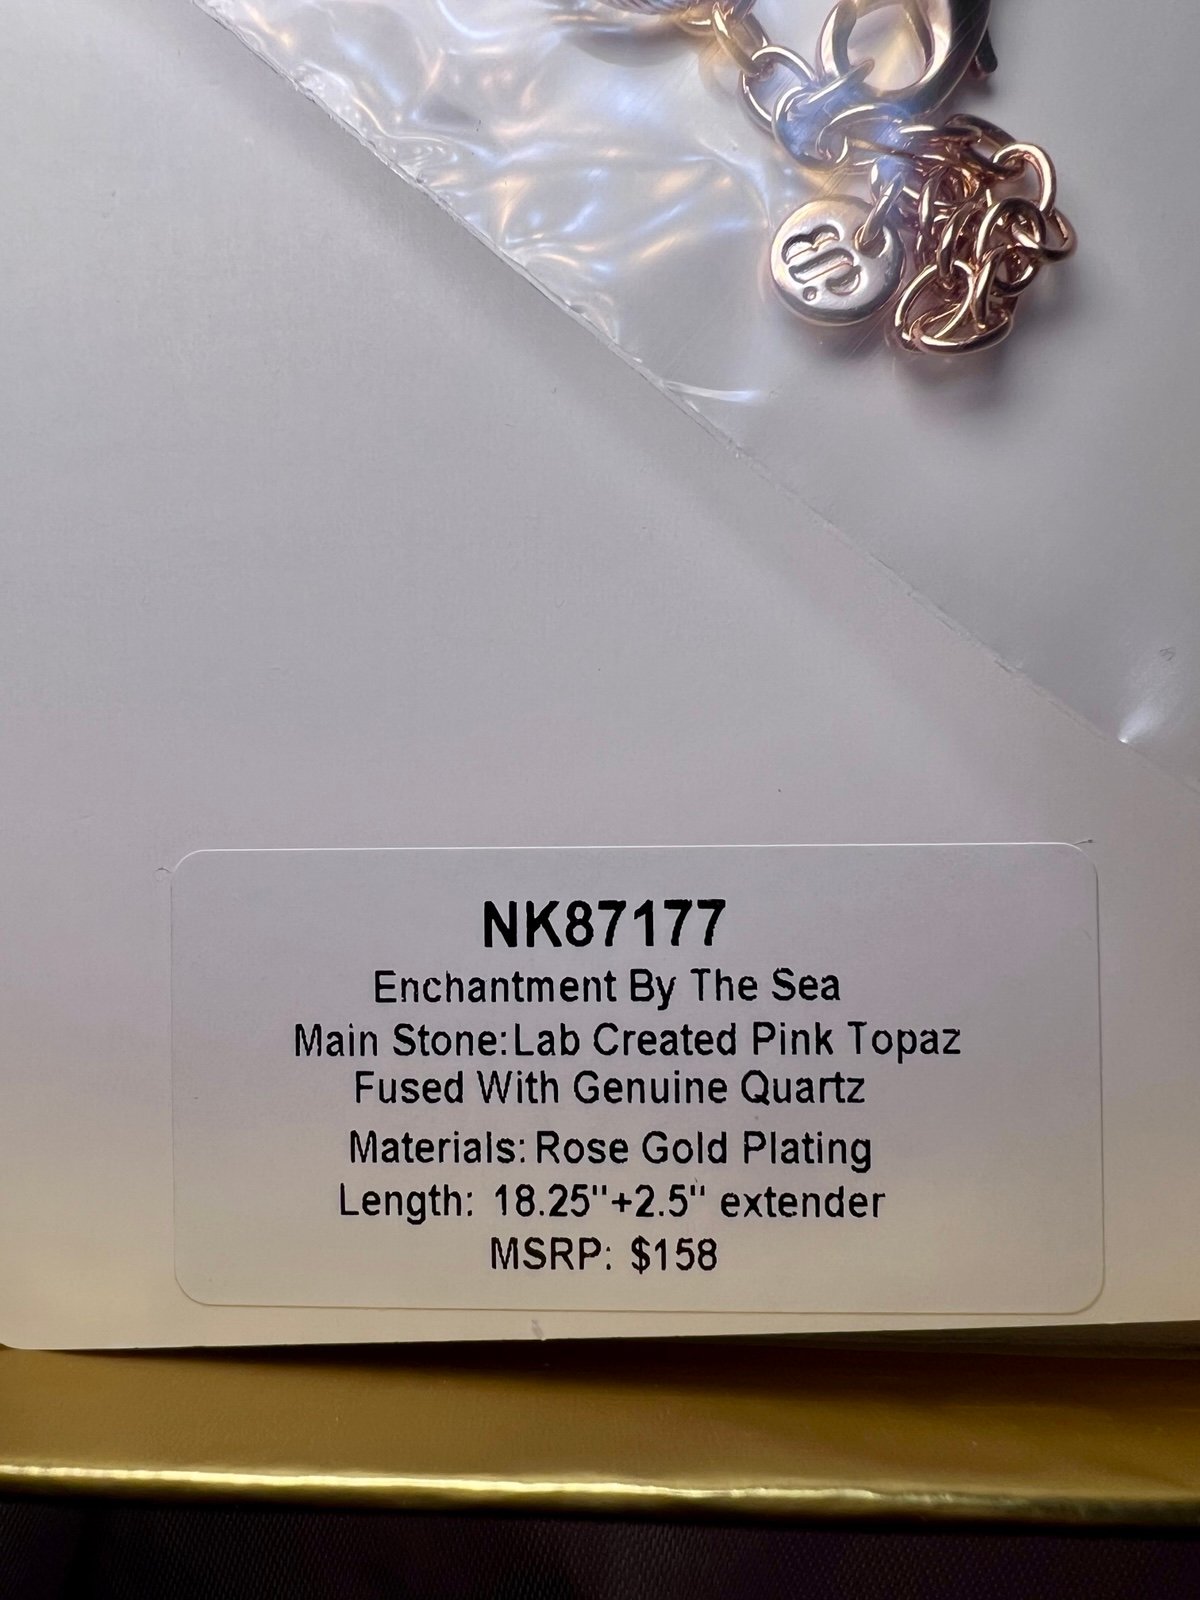 NK87177
Enchantment By The Sea
Main Stone:Lab Created Pink Topaz
Fused With Genuine Quartz
Materials: Rose Gold Plating
Length: 18.25"+2.5" extender
MSRP: $158